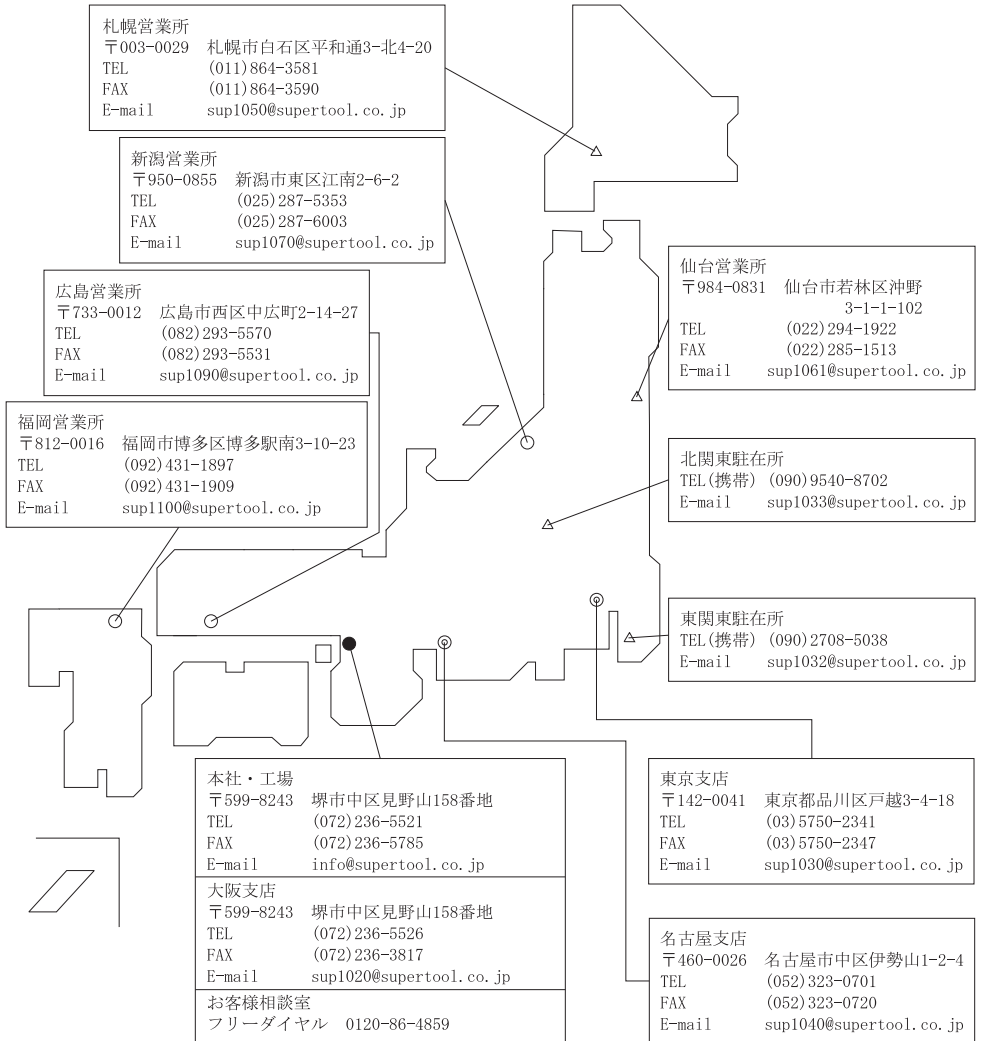 札幌営業所
〒003-0029 札幌市白石区平和通3-北4-20
TEL (011)864-3581
FAX (011)864-3590
E-mail sup1050@supertool.co.jp
新潟営業所
〒950-0855 新潟市東区江南2-6-2
TEL (025)287-5353
FAX (025)287-6003
E-mail sup1070@supertool.co.jp
広島営業所
〒733-0012 広島市西区中広町2-14-27
TEL (082)293-5570
FAX (082)293-5531
E-mail sup1090@supertool.co.jp
福岡営業所
〒812-0016 福岡市博多区博多駅南3-10-23
TEL (092)431-1897
FAX (092)431-1909
E-mail sup1100@supertool.co.jp
仙台営業所
〒984-0831 仙台市若林区沖野
3-1-1-102
TEL (022)294-1922
FAX (022)285-1513
E-mail sup1061@supertool.co.jp
北関東駐在所
TEL(携帯) (090)9540-8702
E-mail sup1033@supertool.co.jp
東関東駐在所
TEL(携帯) (090)2708-5038
E-mail sup1032@supertool.co.jp
本社・工場
〒599-8243 堺市中区見野山158番地
TEL (072)236-5521
FAX (072)236-5785
E-mail info@supertool.co.jp
大阪支店
〒599-8243 堺市中区見野山158番地
TEL (072)236-5526
FAX (072)236-3817
E-mail sup1020@supertool.co.jp
お客様相談室
フリーダイヤル 0120-86-4859
東京支店
〒142-0041 東京都品川区戸越3-4-18
TEL (03)5750-2341
FAX (03)5750-2347
E-mail sup1030@supertool.co.jp
名古屋支店
〒460-0026 名古屋市中区伊勢山1-2-4
TEL (052)323-0701
FAX (052)323-0720
E-mail sup1040@supertool.co.jp